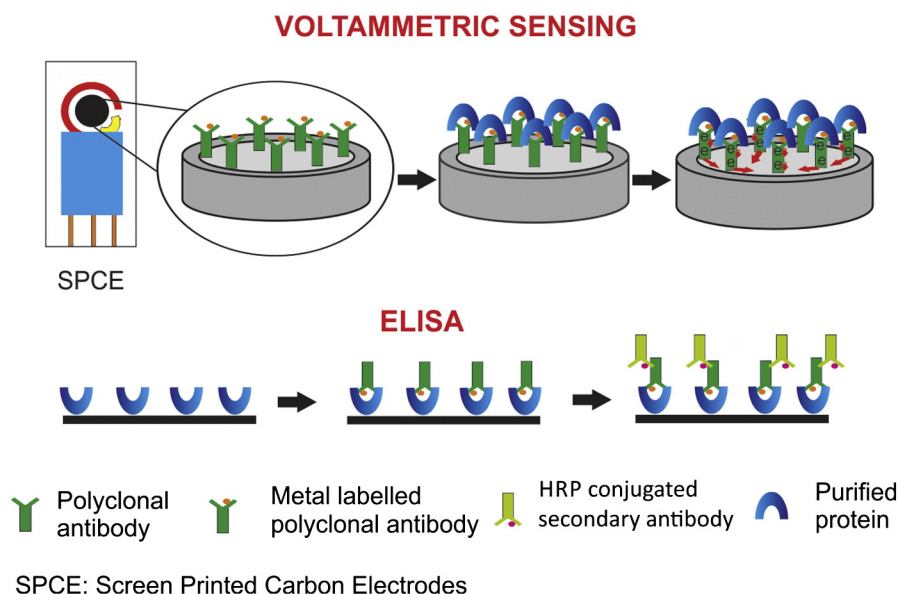 VOLTAMMETRIC SENSING
SPCE
e e e e e e e
e e e e e e e
ELISA
Polyclonal
antibody
Metal labelled
polyclonal antibody
HRP conjugated
secondary antibody
Purified
protein
SPCE: Screen Printed Carbon Electrodes